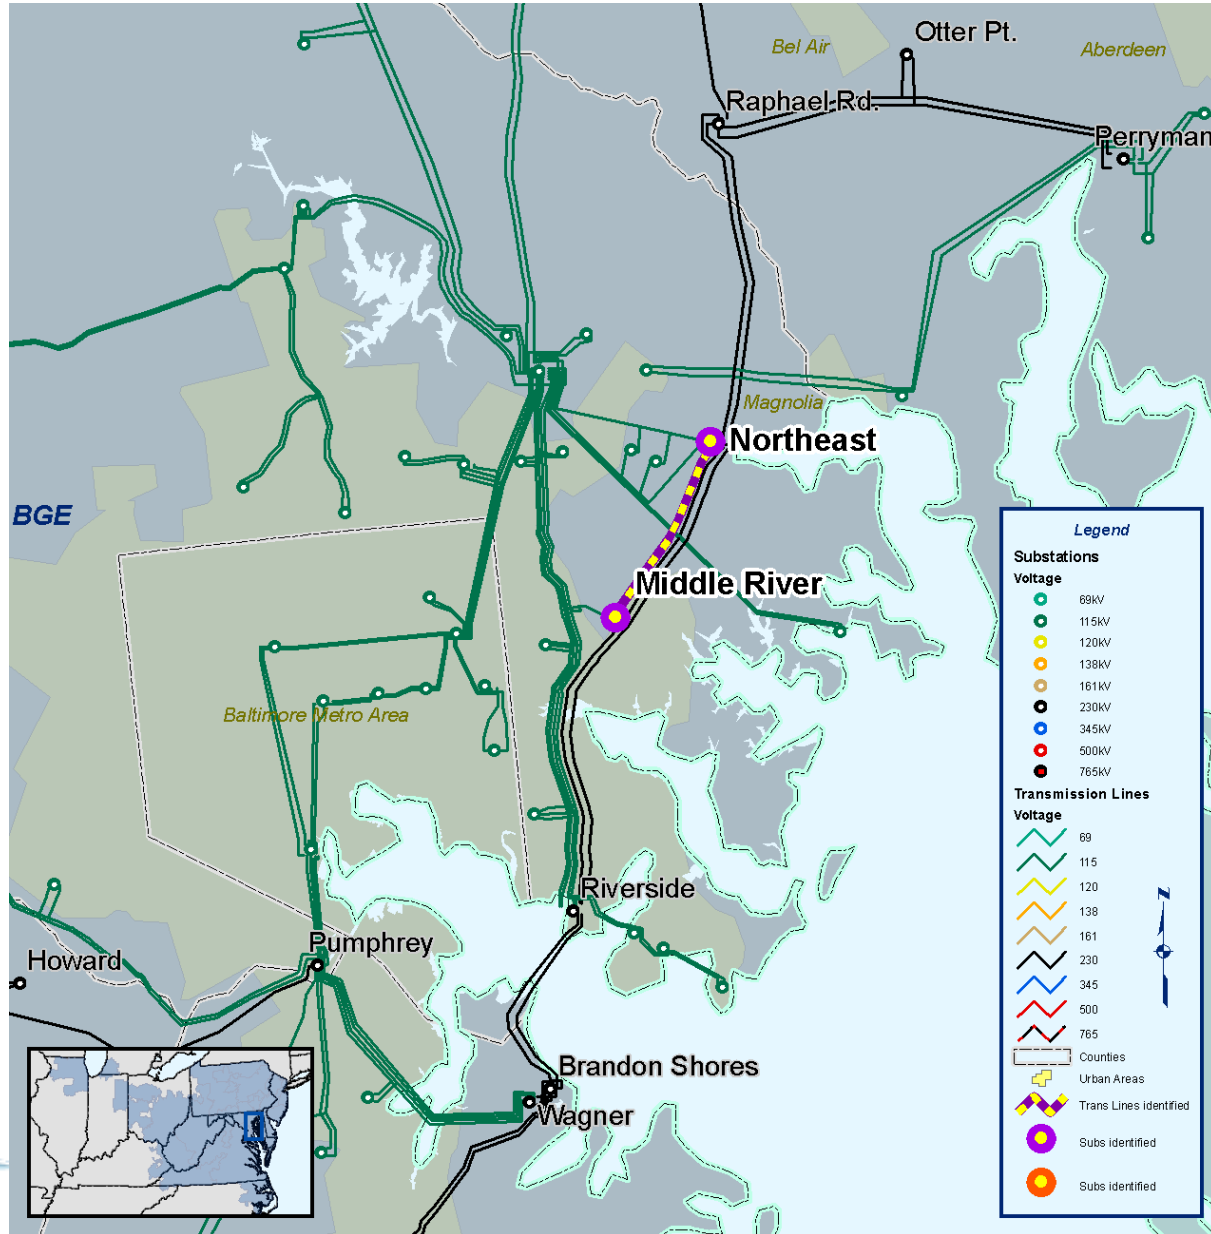 Otter Pt.
Bel Air
Aberdeen
Raphael Rd.
Perryman
Magnolia
Northeast
BGE
Middle River
Baltimore Metro Area
Riverside
Pumphrey
Howard
Brandon Shores
Wagner
Legend
Substations
Voltage
69kV
115kV
120kV
138kV
161kV
230kV
345kV
500kV
765kV
Transmission Lines
Voltage
69
115
120
138
161
230
345
500
765
Counties
Urban Areas
Trans Lines identified
Subs identified
Subs identified
N